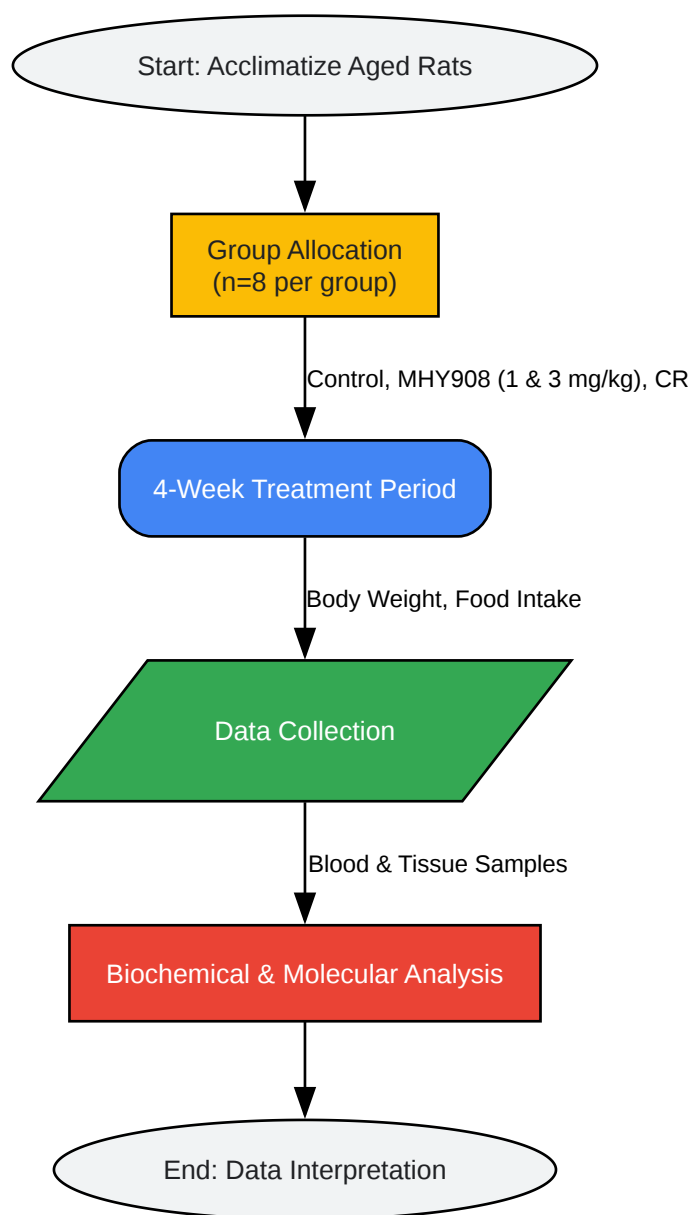 Start: Acclimatize Aged Rats
Group Allocation
(n=8 per group)
Control, MHY908 (1 & 3 mg/kg), CR
4-Week Treatment Period
Body Weight, Food Intake
Data Collection
Blood & Tissue Samples
Biochemical & Molecular Analysis
End: Data Interpretation